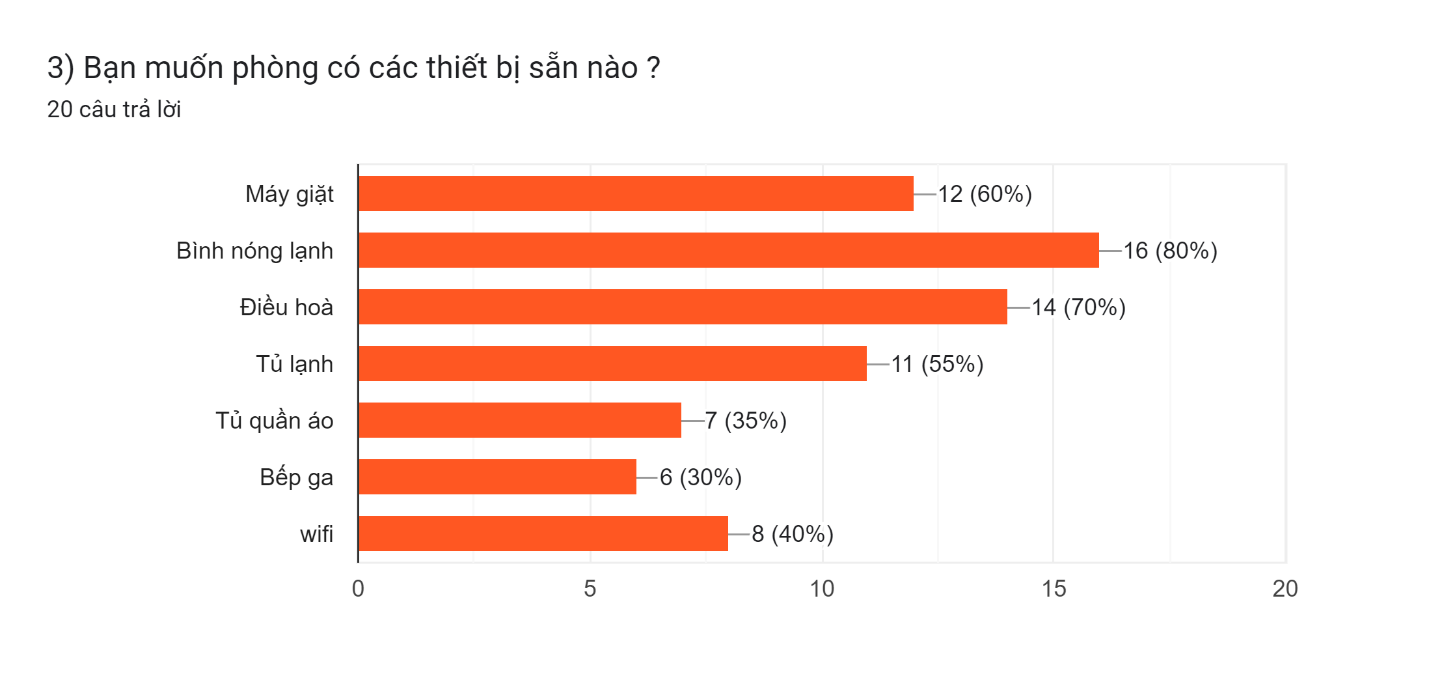 3) Bạn muốn phòng có các thiết bị sẵn nào ?
20 câu trả lời
Máy giặt 12 (60%)
Bình nóng lạnh 16 (80%)
Điều hoà 14 (70%)
Tủ lạnh 11 (55%)
Tủ quần áo 7 (35%)
Bếp ga 6 (30%)
wifi 8 (40%)
0 5 10 15 20